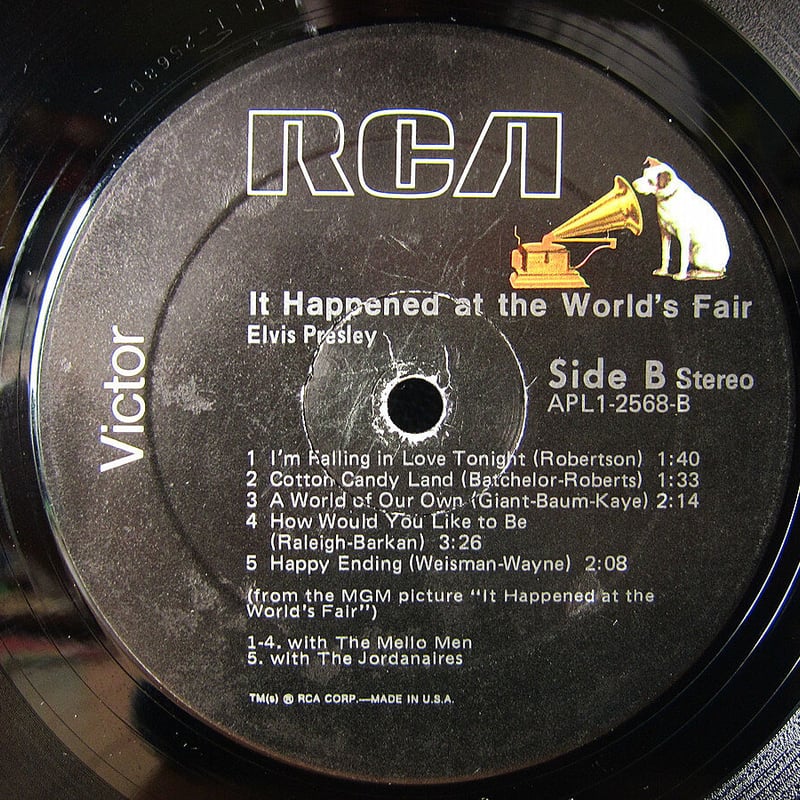 RCA
It Happened at the World's Fair
Elvis Presley
Victor
Side B Stereo
APL1-2568-B
1 I'm Falling in Love Tonight (Robertson) 1:40
2 Cotton Candy Land (Batchelor-Roberts) 1:33
3 A World of Our Own (Giant-Baum-Kaye) 2:14
4 How Would You Like to Be
(Raleigh-Barkan) 3:26
5 Happy Ending (Weisman-Wayne) 2:08
(from the MGM picture "It Happened at the
World's Fair")
1-4. with The Mello Men
5. with The Jordanaires
TM(s) ® RCA CORP.—MADE IN U.S.A.